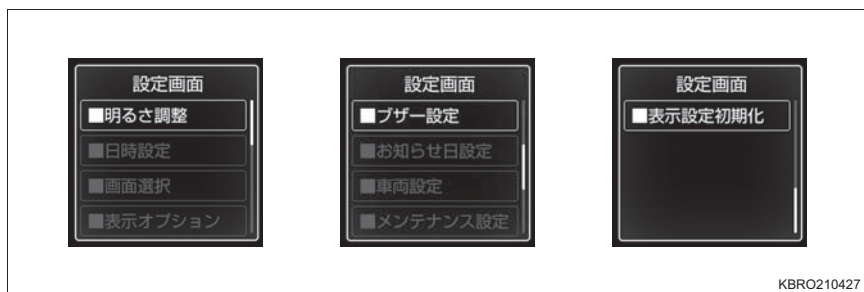 設定画面
■明るさ調整
■日時設定
■画面選択
■表示オプション
設定画面
■ブザー設定
■お知らせ日設定
■車両設定
■メンテナンス設定
設定画面
■表示設定初期化
KBRO210427